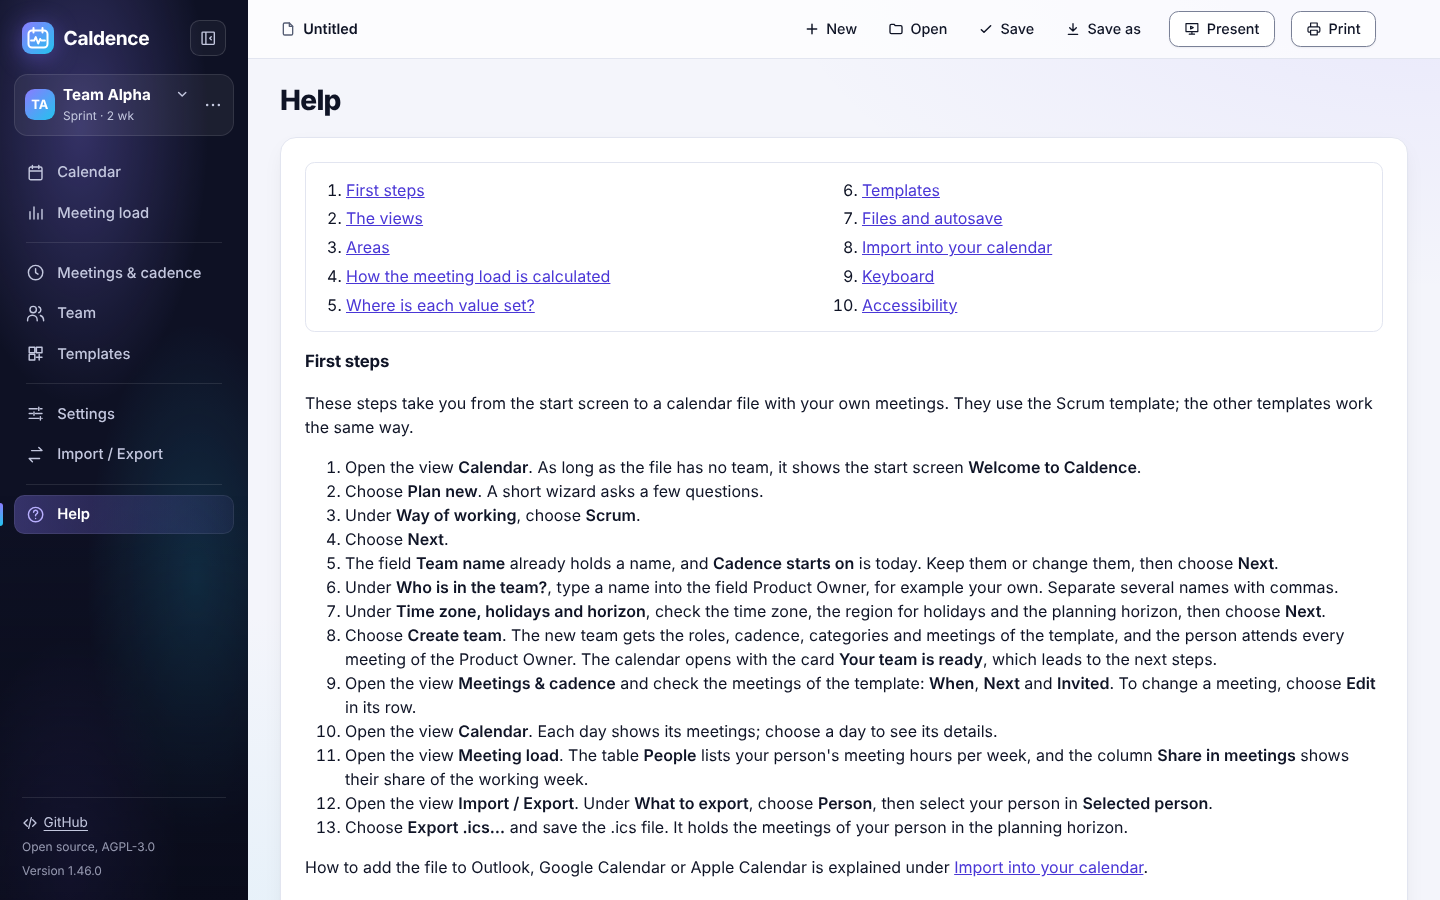 Caldence
TA
Team Alpha
Sprint · 2 wk
Calendar
Meeting load
Meetings & cadence
Team
Templates
Settings
Import / Export
Help
GitHub
Open source, AGPL-3.0
Version 1.46.0
Untitled
New
Open
Save
Save as
Present
Print
Help
1. First steps
2. The views
3. Areas
4. How the meeting load is calculated
5. Where is each value set?
6. Templates
7. Files and autosave
8. Import into your calendar
9. Keyboard
10. Accessibility
First steps
These steps take you from the start screen to a calendar file with your own meetings. They use the Scrum template; the other templates work
the same way.
1. Open the view Calendar. As long as the file has no team, it shows the start screen Welcome to Caldence.
2. Choose Plan new. A short wizard asks a few questions.
3. Under Way of working, choose Scrum.
4. Choose Next.
5. The field Team name already holds a name, and Cadence starts on is today. Keep them or change them, then choose Next.
6. Under Who is in the team?, type a name into the field Product Owner, for example your own. Separate several names with commas.
7. Under Time zone, holidays and horizon, check the time zone, the region for holidays and the planning horizon, then choose Next.
8. Choose Create team. The new team gets the roles, cadence, categories and meetings of the template, and the person attends every
meeting of the Product Owner. The calendar opens with the card Your team is ready, which leads to the next steps.
9. Open the view Meetings & cadence and check the meetings of the template: When, Next and Invited. To change a meeting, choose Edit
in its row.
10. Open the view Calendar. Each day shows its meetings; choose a day to see its details.
11. Open the view Meeting load. The table People lists your person's meeting hours per week, and the column Share in meetings shows
their share of the working week.
12. Open the view Import / Export. Under What to export, choose Person, then select your person in Selected person.
13. Choose Export .ics... and save the .ics file. It holds the meetings of your person in the planning horizon.
How to add the file to Outlook, Google Calendar or Apple Calendar is explained under Import into your calendar.